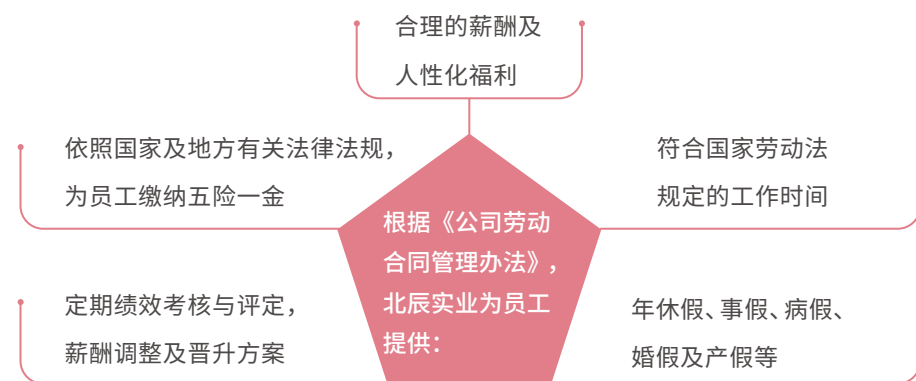 合理的薪酬及
人性化福利
依照国家及地方有关法律法规，
为员工缴纳五险一金
符合国家劳动法
规定的工作时间
根据《公司劳动
合同管理办法》，
北辰实业为员工
提供：
定期绩效考核与评定，
薪酬调整及晋升方案
年休假、事假、病假、
婚假及产假等